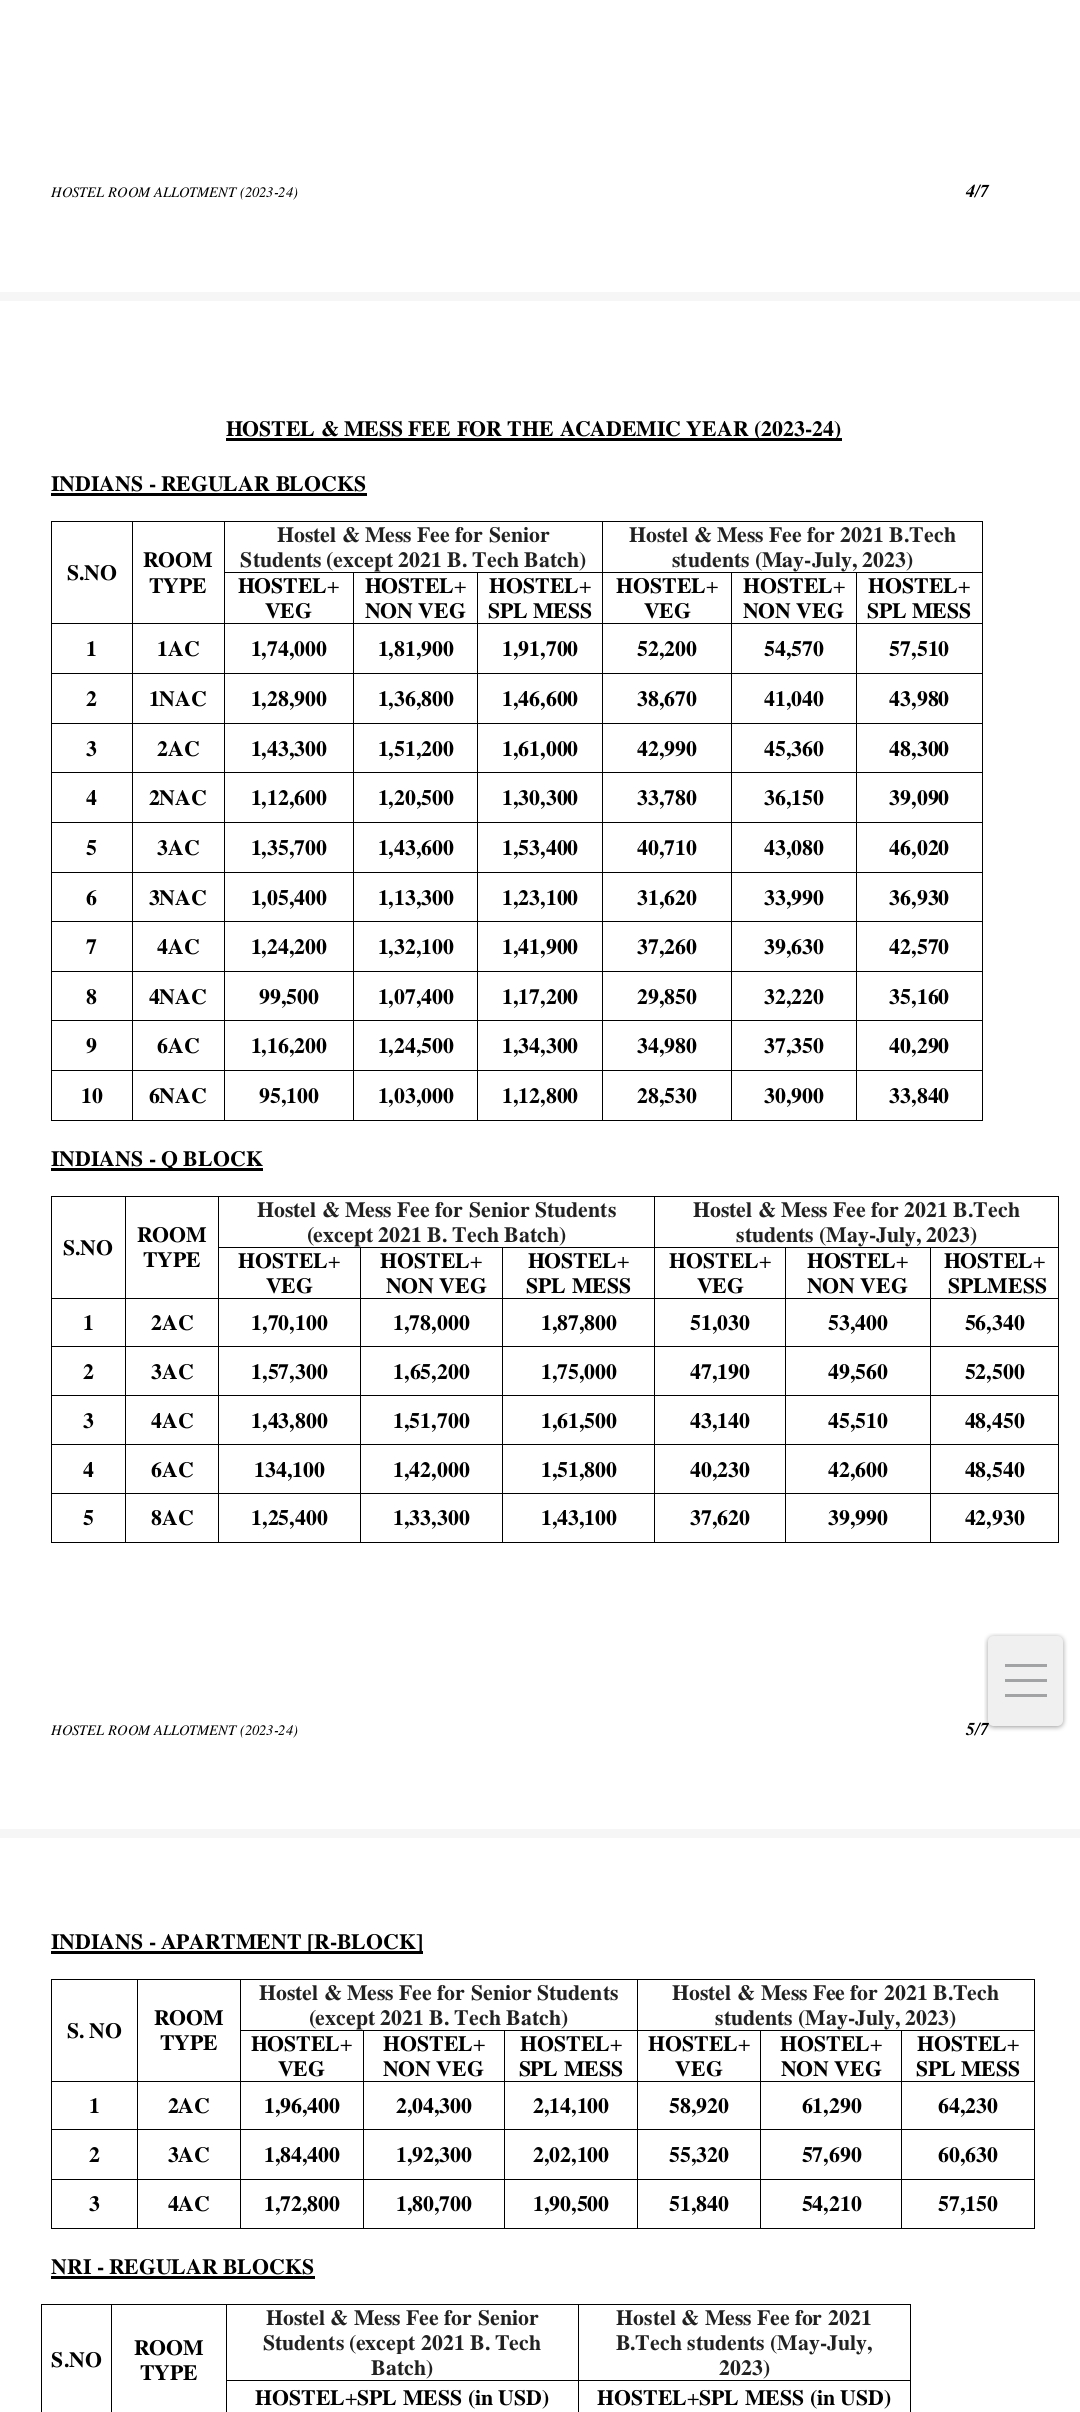 HOSTEL ROOM ALLOTMENT (2023-24) 4/7
HOSTEL & MESS FEE FOR THE ACADEMIC YEAR (2023-24)
INDIANS - REGULAR BLOCKS
S.NO ROOM TYPE Hostel & Mess Fee for Senior Students (except 2021 B. Tech Batch) Hostel & Mess Fee for 2021 B.Tech students (May-July, 2023)
HOSTEL+ VEG HOSTEL+ NON VEG HOSTEL+ SPL MESS HOSTEL+ VEG HOSTEL+ NON VEG HOSTEL+ SPL MESS
1 1AC 1,74,000 1,81,900 1,91,700 52,200 54,570 57,510
2 1NAC 1,28,900 1,36,800 1,46,600 38,670 41,040 43,980
3 2AC 1,43,300 1,51,200 1,61,000 42,990 45,360 48,300
4 2NAC 1,12,600 1,20,500 1,30,300 33,780 36,150 39,090
5 3AC 1,35,700 1,43,600 1,53,400 40,710 43,080 46,020
6 3NAC 1,05,400 1,13,300 1,23,100 31,620 33,990 36,930
7 4AC 1,24,200 1,32,100 1,41,900 37,260 39,630 42,570
8 4NAC 99,500 1,07,400 1,17,200 29,850 32,220 35,160
9 6AC 1,16,200 1,24,500 1,34,300 34,980 37,350 40,290
10 6NAC 95,100 1,03,000 1,12,800 28,530 30,900 33,840
INDIANS - Q BLOCK
S.NO ROOM TYPE Hostel & Mess Fee for Senior Students (except 2021 B. Tech Batch) Hostel & Mess Fee for 2021 B.Tech students (May-July, 2023)
HOSTEL+ VEG HOSTEL+ NON VEG HOSTEL+ SPL MESS HOSTEL+ VEG HOSTEL+ NON VEG HOSTEL+ SPLMESS
1 2AC 1,70,100 1,78,000 1,87,800 51,030 53,400 56,340
2 3AC 1,57,300 1,65,200 1,75,000 47,190 49,560 52,500
3 4AC 1,43,800 1,51,700 1,61,500 43,140 45,510 48,450
4 6AC 134,100 1,42,000 1,51,800 40,230 42,600 48,540
5 8AC 1,25,400 1,33,300 1,43,100 37,620 39,990 42,930
HOSTEL ROOM ALLOTMENT (2023-24) 5/7
INDIANS - APARTMENT [R-BLOCK]
S. NO ROOM TYPE Hostel & Mess Fee for Senior Students (except 2021 B. Tech Batch) Hostel & Mess Fee for 2021 B.Tech students (May-July, 2023)
HOSTEL+ VEG HOSTEL+ NON VEG HOSTEL+ SPL MESS HOSTEL+ VEG HOSTEL+ NON VEG HOSTEL+ SPL MESS
1 2AC 1,96,400 2,04,300 2,14,100 58,920 61,290 64,230
2 3AC 1,84,400 1,92,300 2,02,100 55,320 57,690 60,630
3 4AC 1,72,800 1,80,700 1,90,500 51,840 54,210 57,150
NRI - REGULAR BLOCKS
S.NO ROOM TYPE Hostel & Mess Fee for Senior Students (except 2021 B. Tech Batch) Hostel & Mess Fee for 2021 B.Tech students (May-July, 2023)
HOSTEL+SPL MESS (in USD) HOSTEL+SPL MESS (in USD)